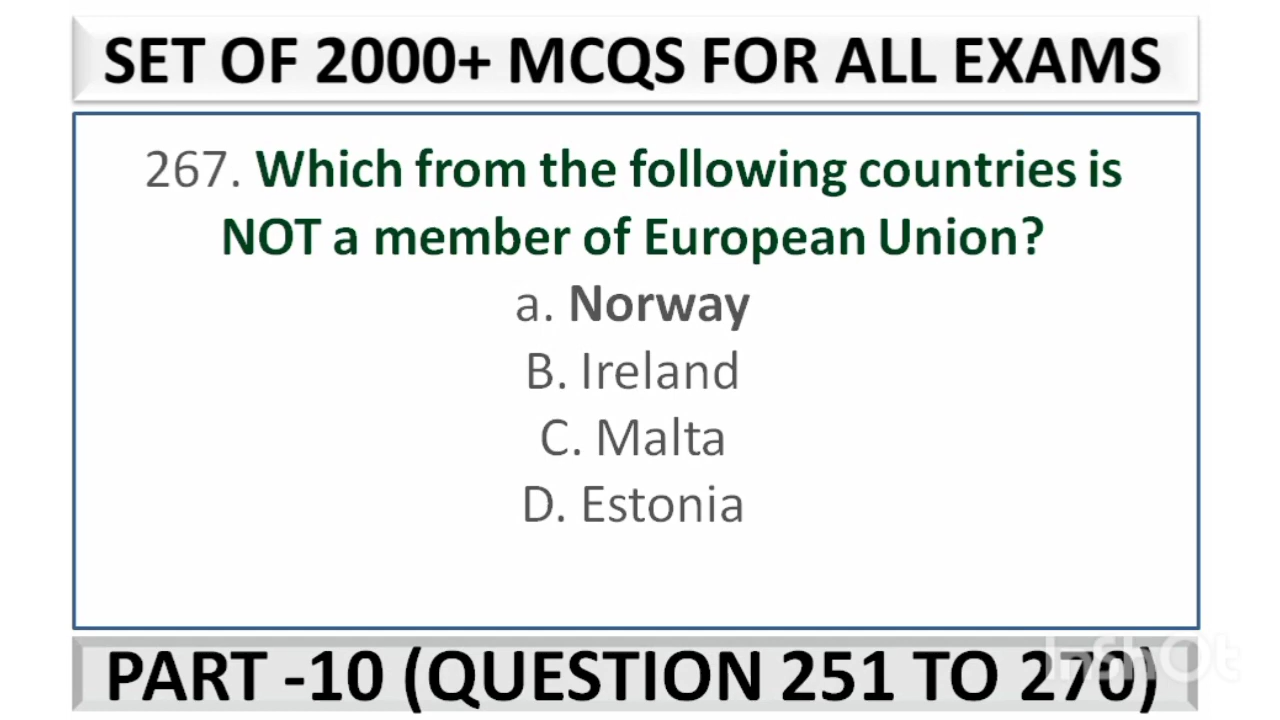 SET OF 2000+ MCQS FOR ALL EXAMS
267. Which from the following countries is
NOT a member of European Union?
a. Norway
B. Ireland
C. Malta
D. Estonia
InShOt
PART -10 (QUESTION 251 TO 270)